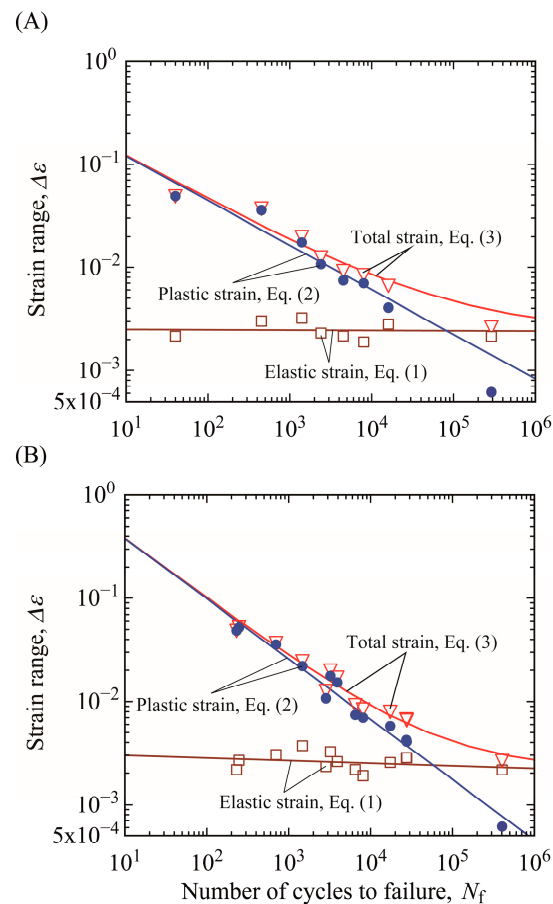 (A)
10^0
10^-1
10^-2
10^-3
5x10^-4
Strain range, Δε
Total strain, Eq. (3)
Plastic strain, Eq. (2)
Elastic strain, Eq. (1)
10^1 10^2 10^3 10^4 10^5 10^6
(B)
10^0
10^-1
10^-2
10^-3
5x10^-4
Strain range, Δε
Total strain, Eq. (3)
Plastic strain, Eq. (2)
Elastic strain, Eq. (1)
10^1 10^2 10^3 10^4 10^5 10^6
Number of cycles to failure, N_f